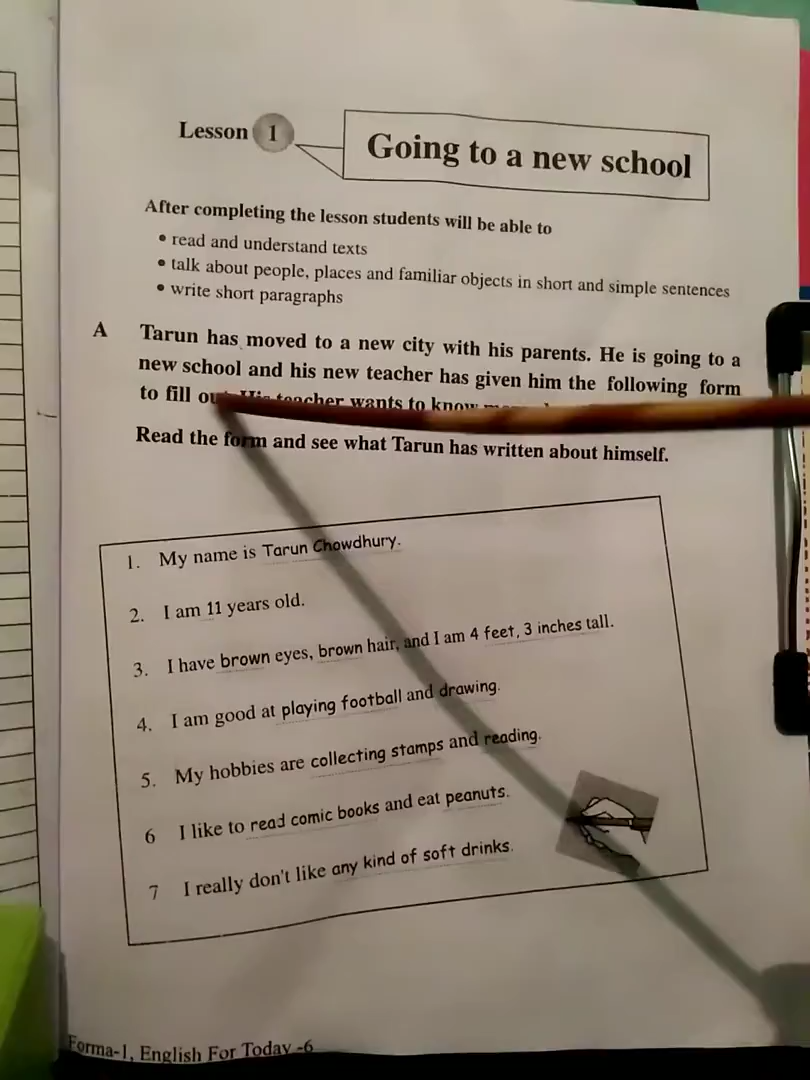 Lesson 1
Going to a new school
After completing the lesson students will be able to
• read and understand texts
• talk about people, places and familiar objects in short and simple sentences
• write short paragraphs
A Tarun has moved to a new city with his parents. He is going to a
new school and his new teacher has given him the following form
to fill out. His teacher wants to know
Read the form and see what Tarun has written about himself.
1. My name is Tarun Chowdhury.
2. I am 11 years old.
3. I have brown eyes, brown hair, and I am 4 feet, 3 inches tall.
4. I am good at playing football and drawing.
5. My hobbies are collecting stamps and reading.
6 I like to read comic books and eat peanuts.
7 I really don't like any kind of soft drinks.
Forma-1, English For Today -6